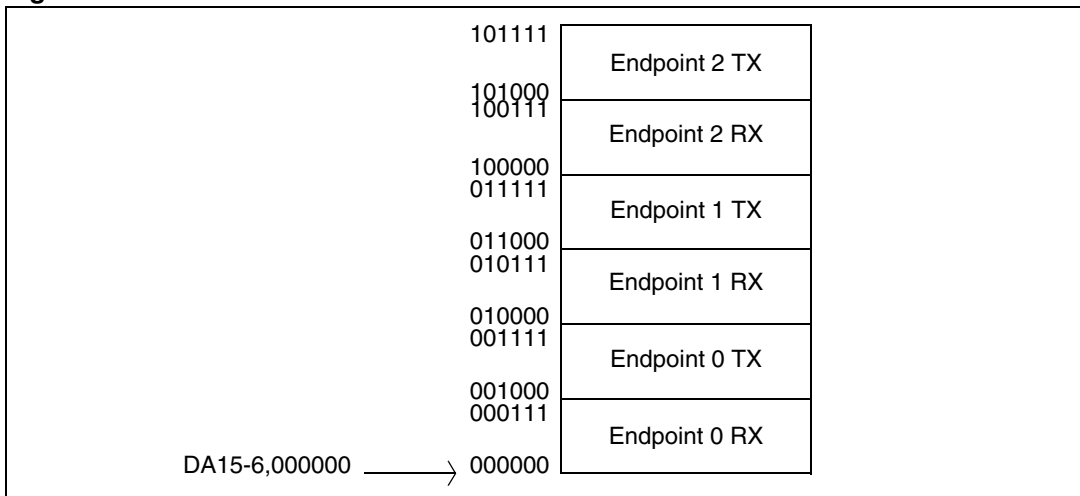 101111
Endpoint 2 TX
101000
100111
Endpoint 2 RX
100000
011111
Endpoint 1 TX
011000
010111
Endpoint 1 RX
010000
001111
Endpoint 0 TX
001000
000111
Endpoint 0 RX
DA15-6,000000 000000